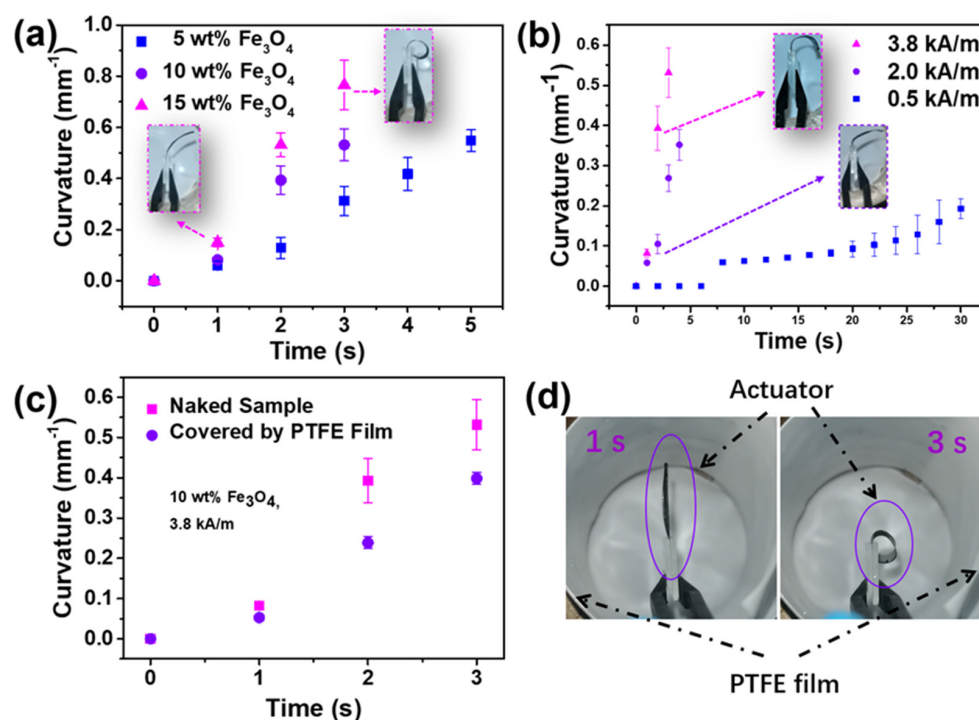 (a)
5 wt% Fe₃O₄
10 wt% Fe₃O₄
15 wt% Fe₃O₄
Curvature (mm⁻¹)
1.0
0.8
0.6
0.4
0.2
0.0
0 1 2 3 4 5
Time (s)
(b)
3.8 kA/m
2.0 kA/m
0.5 kA/m
Curvature (mm⁻¹)
0.6
0.5
0.4
0.3
0.2
0.1
0.0
0 5 10 15 20 25 30
Time (s)
(c)
Naked Sample
Covered by PTFE Film
10 wt% Fe₃O₄,
3.8 kA/m
Curvature (mm⁻¹)
0.6
0.5
0.4
0.3
0.2
0.1
0.0
0 1 2 3
Time (s)
(d)
Actuator
1 s
3 s
PTFE film